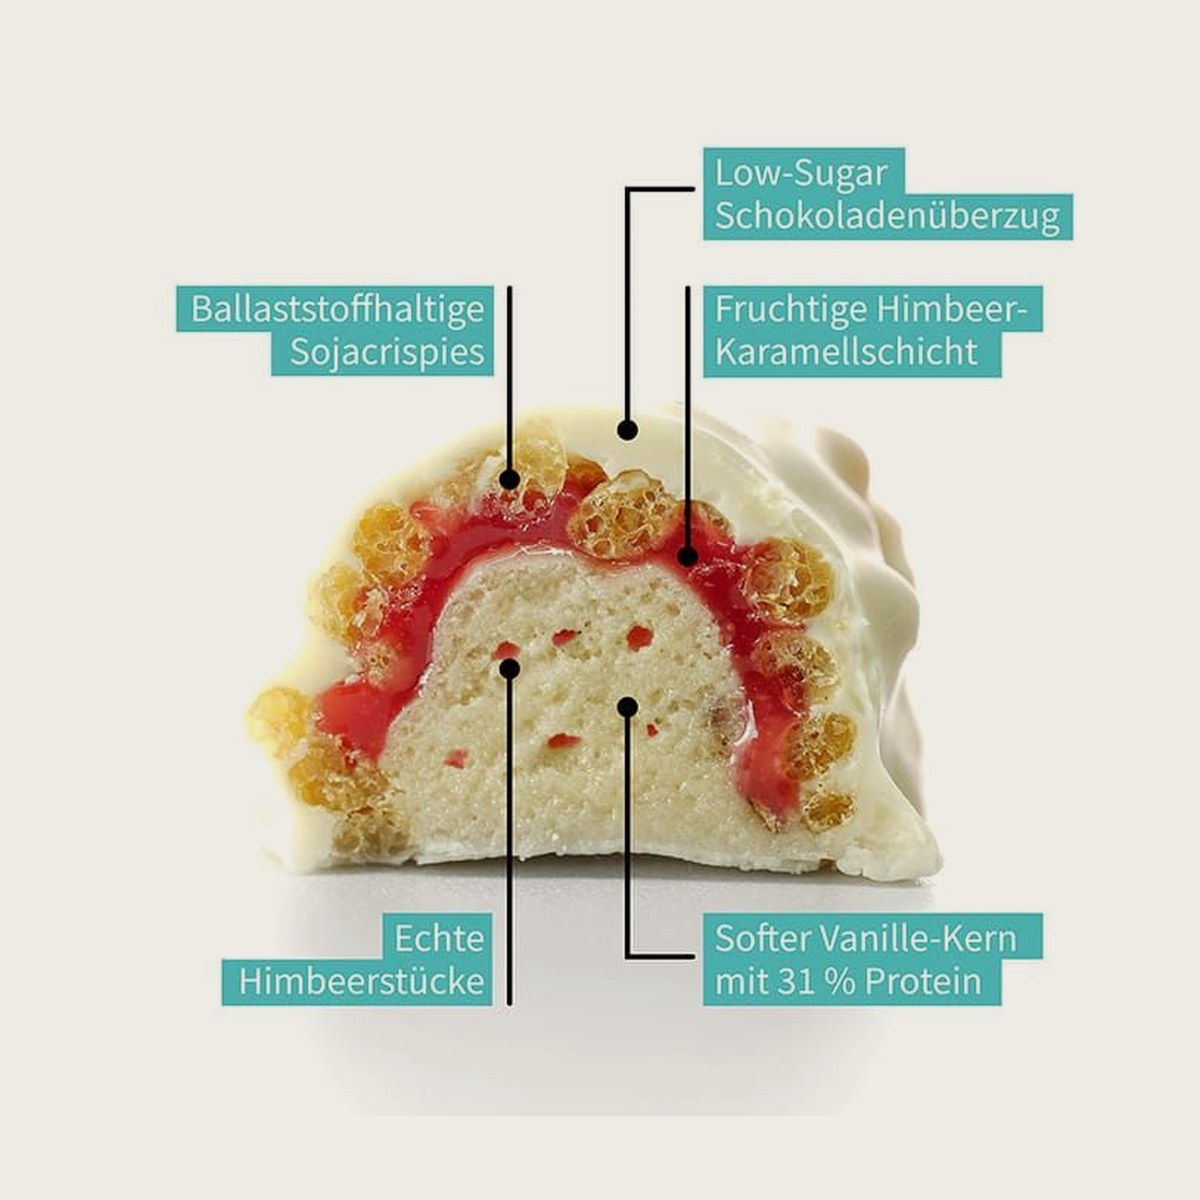 Low-Sugar
Schokoladenüberzug
Ballaststoffhaltige
Sojacrispies
Fruchtige Himbeer-
Karamellschicht
Echte
Himbeerstücke
Softer Vanille-Kern
mit 31 % Protein